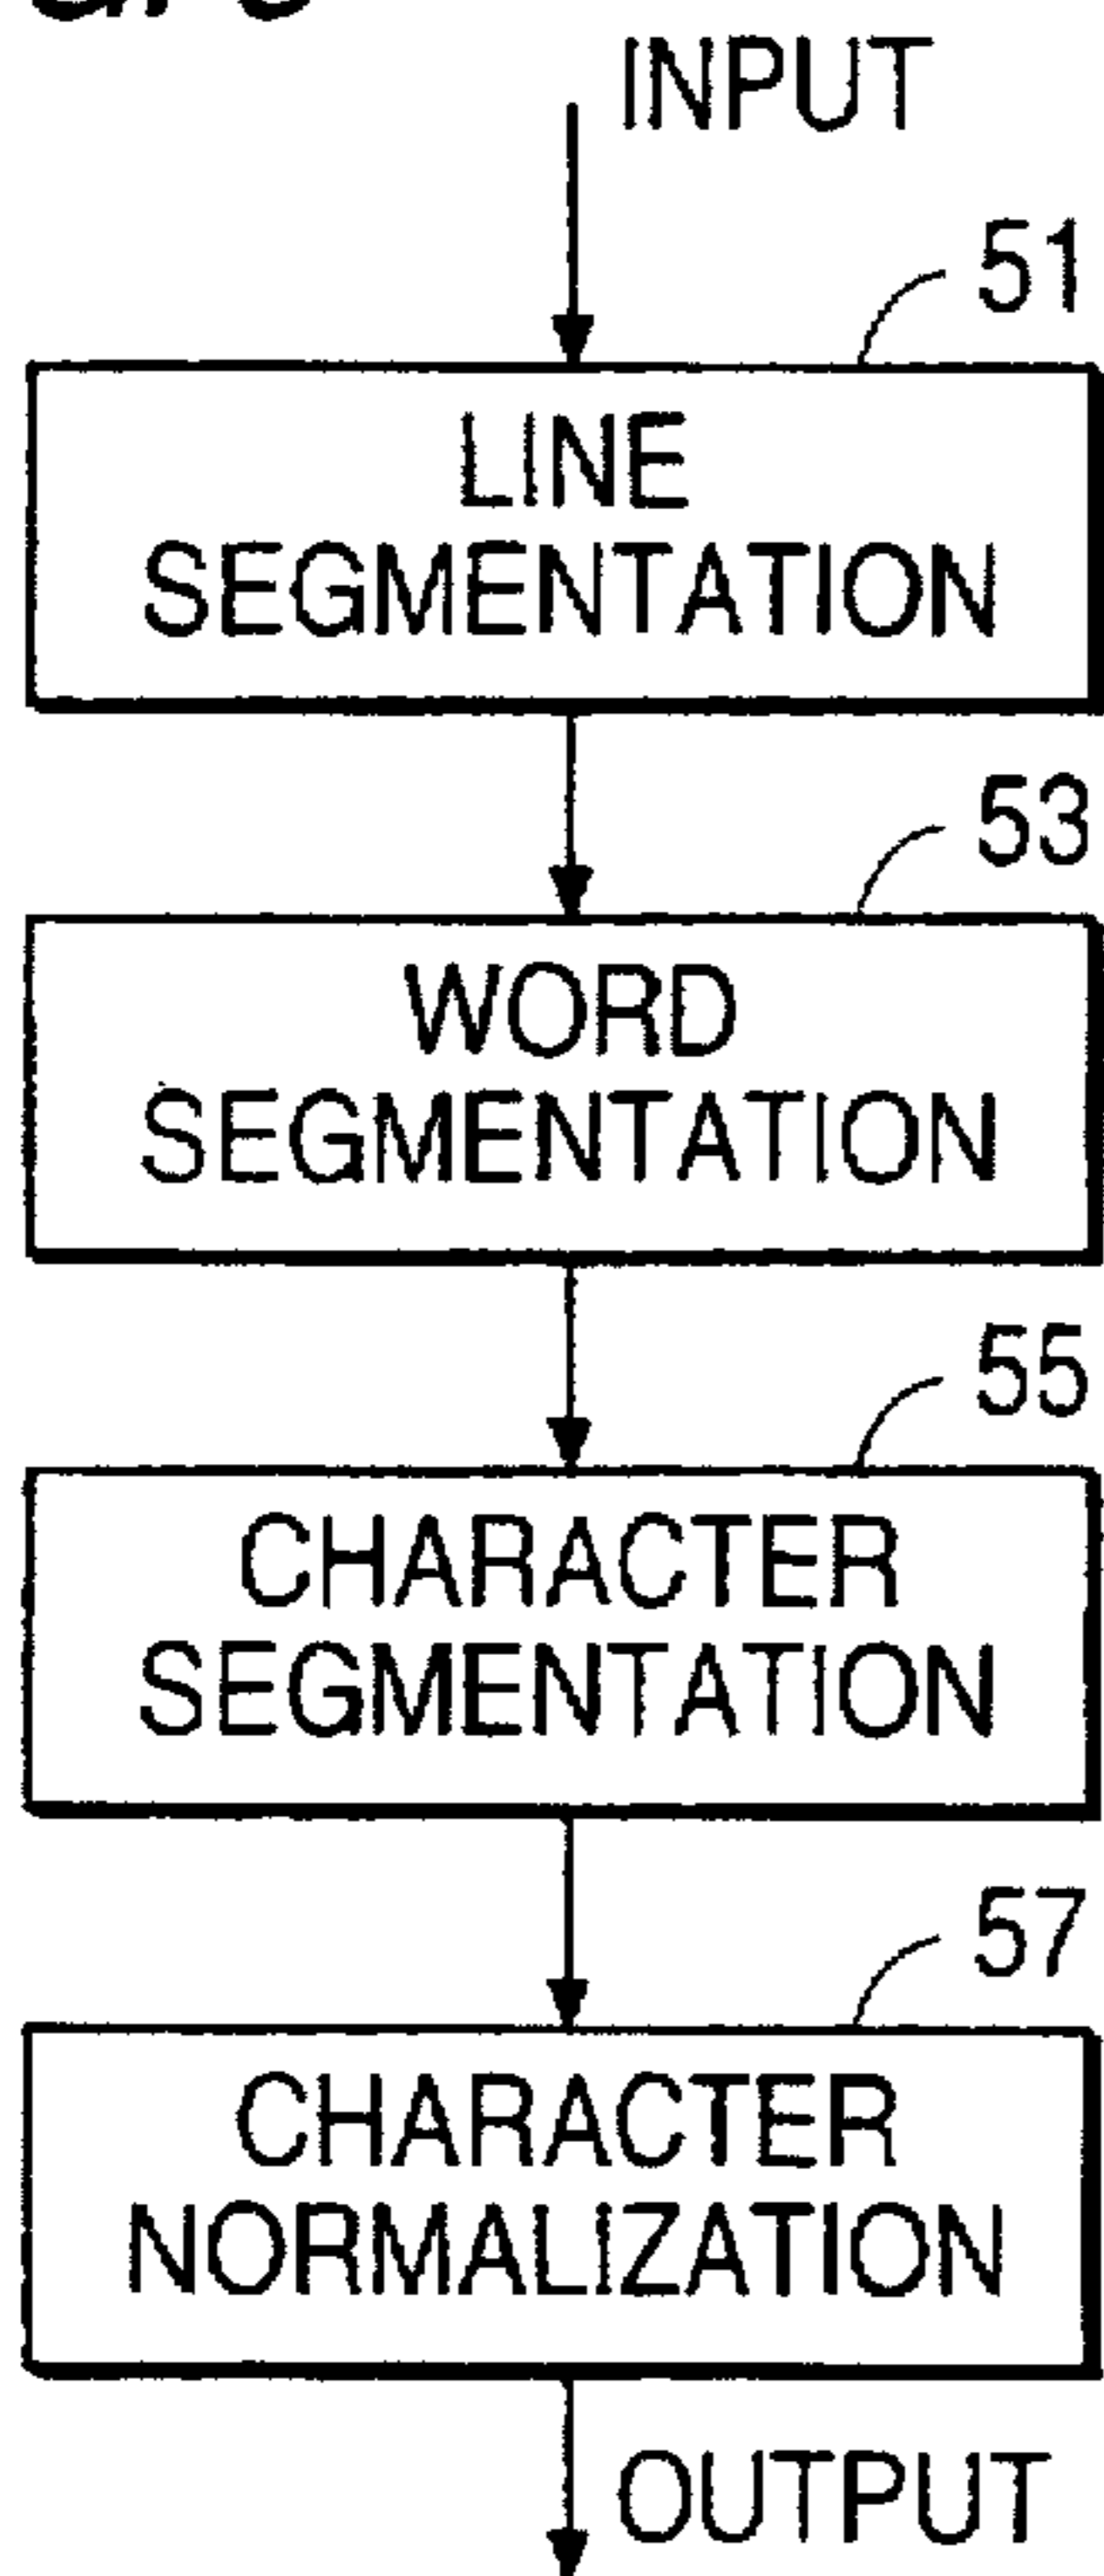 INPUT
51
LINE
SEGMENTATION
53
WORD
SEGMENTATION
55
CHARACTER
SEGMENTATION
57
CHARACTER
NORMALIZATION
OUTPUT